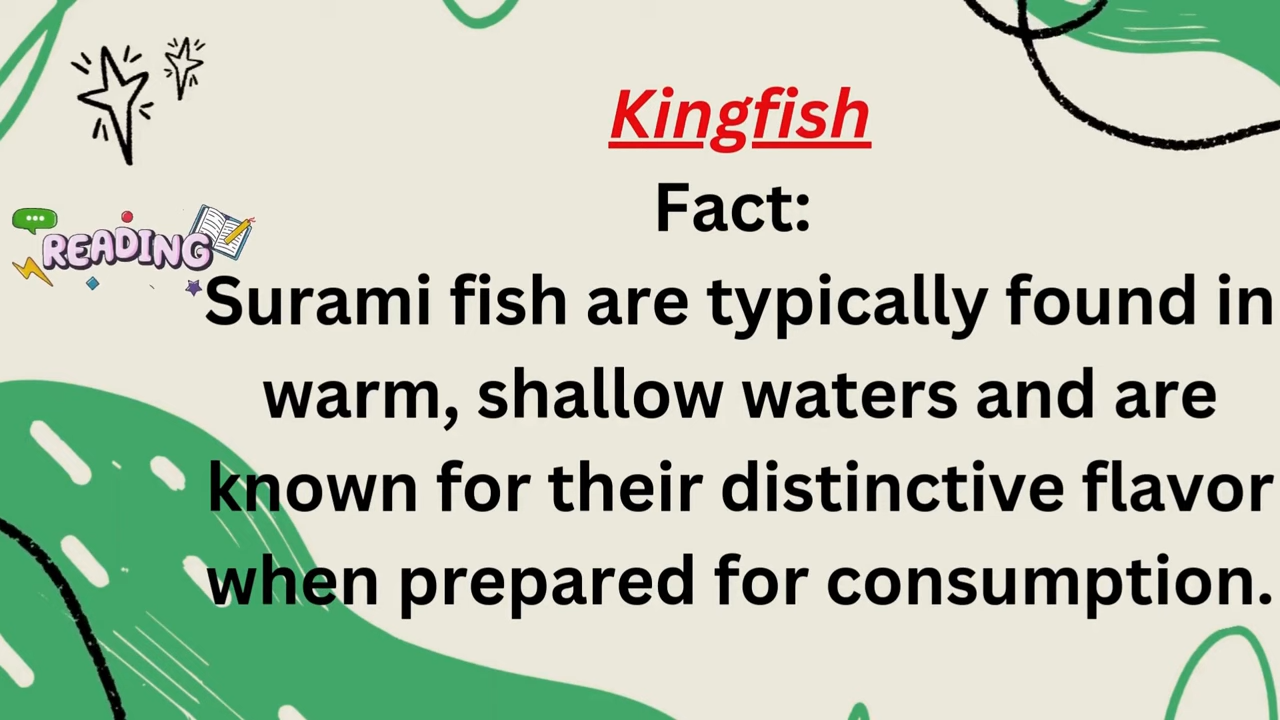 Kingfish
Fact:
READING
Surami fish are typically found in
warm, shallow waters and are
known for their distinctive flavor
when prepared for consumption.